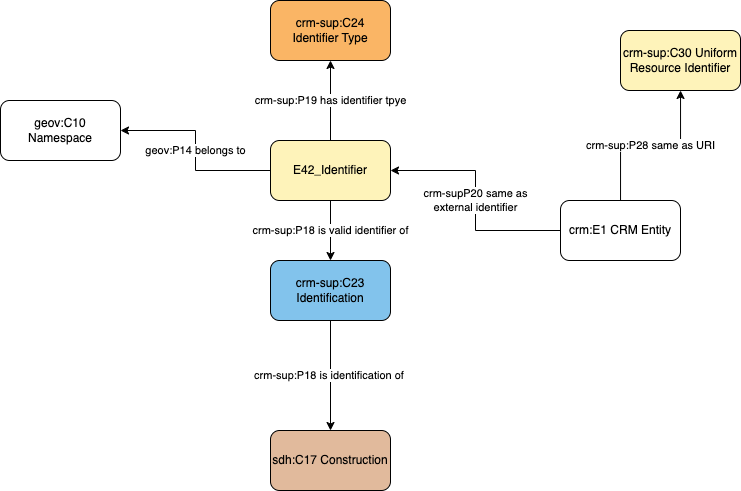 crm-sup:C24
Identifier Type
crm-sup:C30 Uniform
Resource Identifier
crm-sup:P19 has identifier tpye
geov:C10
Namespace
geov:P14 belongs to
crm-sup:P28 same as URI
E42_Identifier
crm-supP20 same as
external identifier
crm-sup:P18 is valid identifier of
crm:E1 CRM Entity
crm-sup:C23
Identification
crm-sup:P18 is identification of
sdh:C17 Construction